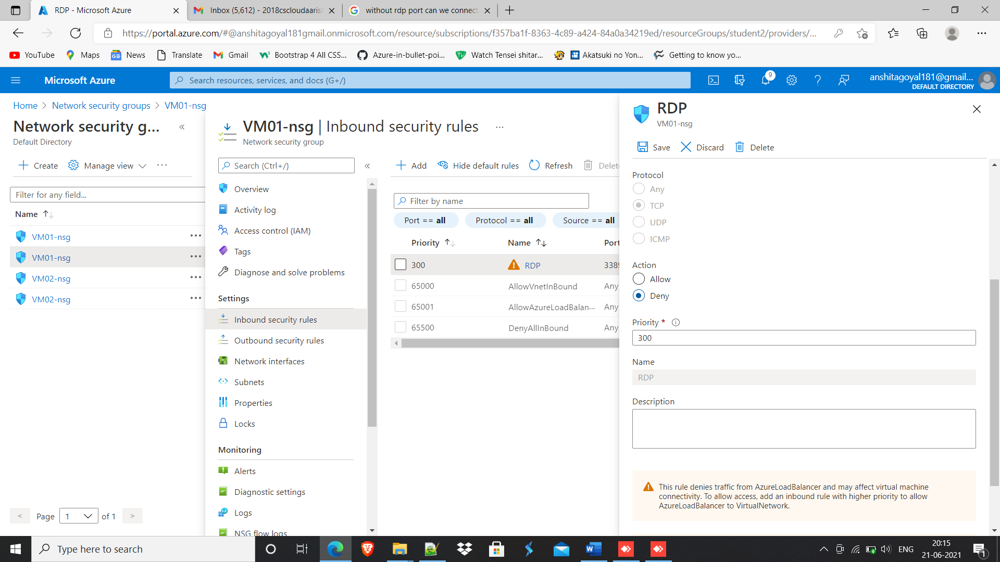 RDP - Microsoft Azure
Inbox (5,612) - 2018cscloudaaris
without rdp port can we connect
https://portal.azure.com/#@anshitagoyal181gmail.onmicrosoft.com/resource/subscriptions/f357ba1f-8363-4c89-a424-84a0a34219ed/resourceGroups/student2/providers/...
YouTube
Maps
News
Translate
Gmail
Bootstrap 4 All CSS...
Azure-in-bullet-poi...
Watch Tensei shitar...
Akatsuki no Yon...
Getting to know yo...
Microsoft Azure
Search resources, services, and docs (G+/)
9
anshitagoyal181@gmail....
DEFAULT DIRECTORY
Home > Network security groups > VM01-nsg
Network security g...
Default Directory
Create
Manage view
Filter for any field...
Name
VM01-nsg
VM01-nsg
VM02-nsg
VM02-nsg
< Page 1 of 1 >
VM01-nsg | Inbound security rules
Network security group
Search (Ctrl+/)
Overview
Activity log
Access control (IAM)
Tags
Diagnose and solve problems
Settings
Inbound security rules
Outbound security rules
Network interfaces
Subnets
Properties
Locks
Monitoring
Alerts
Diagnostic settings
Logs
NSG flow logs
Add
Hide default rules
Refresh
Delete
Filter by name
Port == all
Protocol == all
Source == all
Priority Name Port
300 RDP 3389
65000 AllowVnetInBound Any
65001 AllowAzureLoadBalan... Any
65500 DenyAllInBound Any
RDP
VM01-nsg
Save
Discard
Delete
Protocol
Any
TCP
UDP
ICMP
Action
Allow
Deny
Priority *
300
Name
RDP
Description
This rule denies traffic from AzureLoadBalancer and may affect virtual machine
connectivity. To allow access, add an inbound rule with higher priority to allow
AzureLoadBalancer to VirtualNetwork.
Type here to search
ENG
20:15
21-06-2021
1